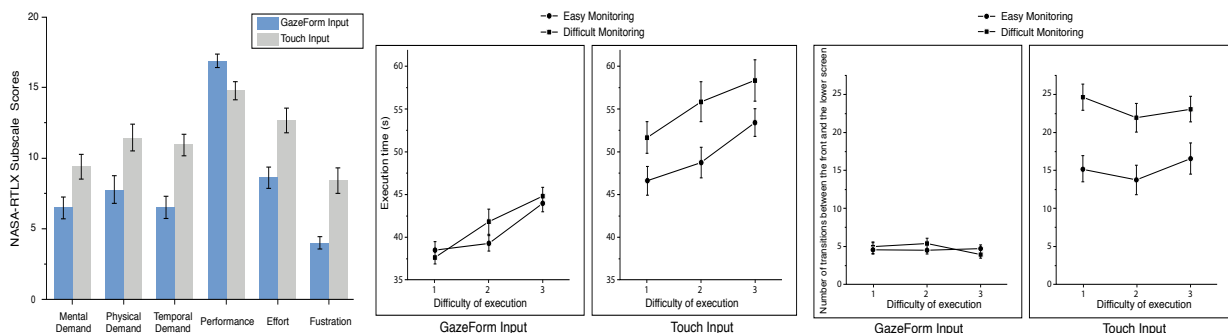 NASA-RTLX Subscale Scores
20
15
10
5
0
GazeForm Input
Touch Input
Mental Demand
Physical Demand
Temporal Demand
Performance
Effort
Fustration
Easy Monitoring
Difficult Monitoring
Execution time (s)
65
60
55
50
45
40
35
1 2 3
Difficulty of execution
GazeForm Input
65
60
55
50
45
40
35
1 2 3
Difficulty of execution
Touch Input
Easy Monitoring
Difficult Monitoring
Number of transitions between the front and the lower screen
25
20
15
10
5
0
1 2 3
Difficulty of execution
GazeForm Input
25
20
15
10
5
0
1 2 3
Difficulty of execution
Touch Input